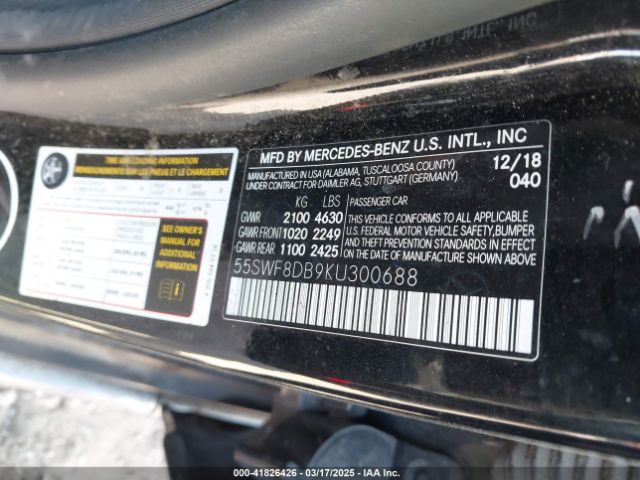 TIRE AND LOADING INFORMATION
RENSEIGNEMENTS SUR LES PNEUS ET LE CHARGEMENT
SEE OWNER'S
MANUAL FOR
ADDITIONAL
INFORMATION
MFD BY MERCEDES-BENZ U.S. INTL., INC
MANUFACTURED IN USA (ALABAMA, TUSCALOOSA COUNTY) 12/18
UNDER CONTRACT FOR DAIMLER AG, STUTTGART (GERMANY) 040
KG LBS PASSENGER CAR
GVWR 2100 4630 THIS VEHICLE CONFORMS TO ALL APPLICABLE
GAWR FRONT 1020 2249 U.S. FEDERAL MOTOR VEHICLE SAFETY, BUMPER
GAWR REAR 1100 2425 AND THEFT PREVENTION STANDARDS IN EFFECT
ON THE DATE OF MANUFACTURE SHOWN ABOVE.
55SWF8DB9KU300688
000-41826426 - 03/17/2025 - IAA Inc.